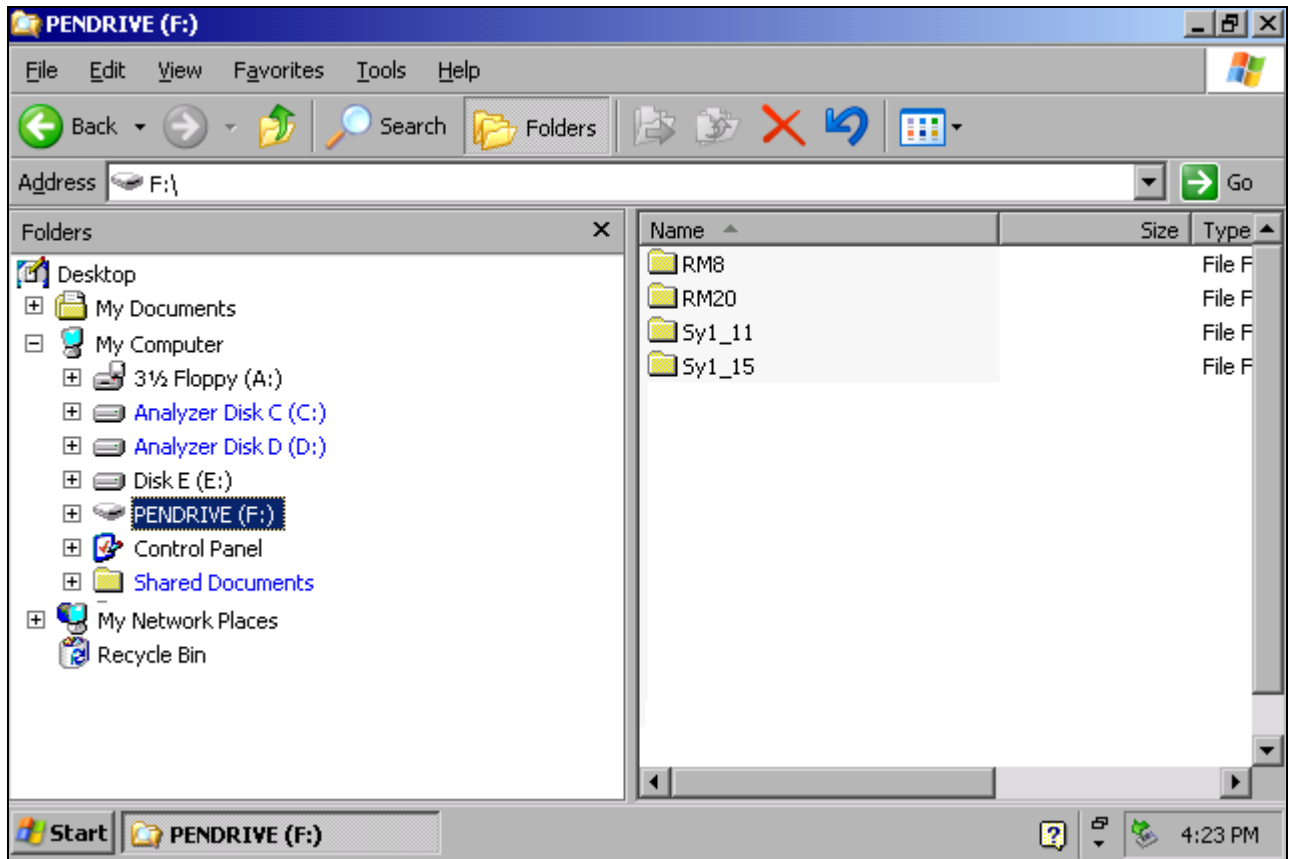 PENDRIVE (F:)
File Edit View Favorites Tools Help
Back Search Folders
Address F:\ Go
Folders
Desktop
My Documents
My Computer
3½ Floppy (A:)
Analyzer Disk C (C:)
Analyzer Disk D (D:)
Disk E (E:)
PENDRIVE (F:)
Control Panel
Shared Documents
My Network Places
Recycle Bin
Name Size Type
RM8 File F
RM20 File F
Sy1_11 File F
Sy1_15 File F
Start PENDRIVE (F:) 4:23 PM